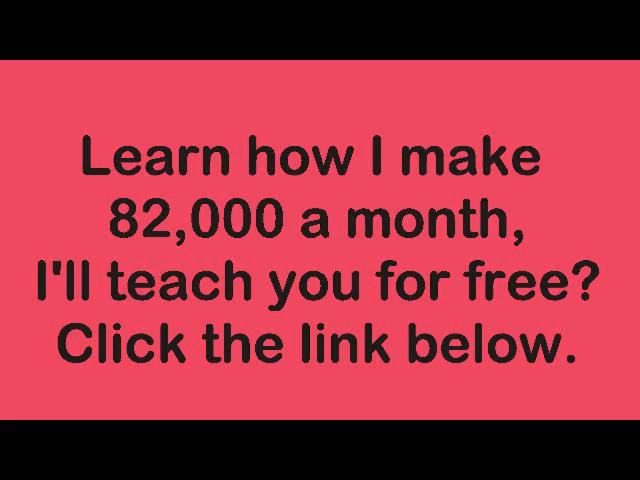 Learn how I make
82,000 a month,
I'll teach you for free?
Click the link below.